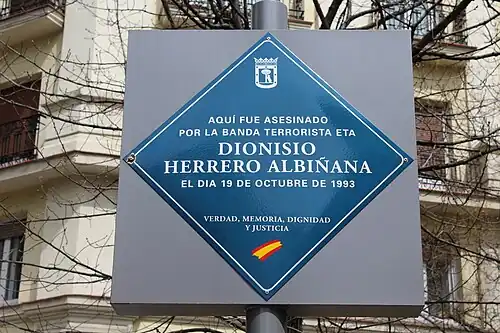 AQUÍ FUE ASESINADO
POR LA BANDA TERRORISTA ETA
DIONISIO
HERRERO ALBIÑANA
EL DIA 19 DE OCTUBRE DE 1993
VERDAD, MEMORIA, DIGNIDAD
Y JUSTICIA